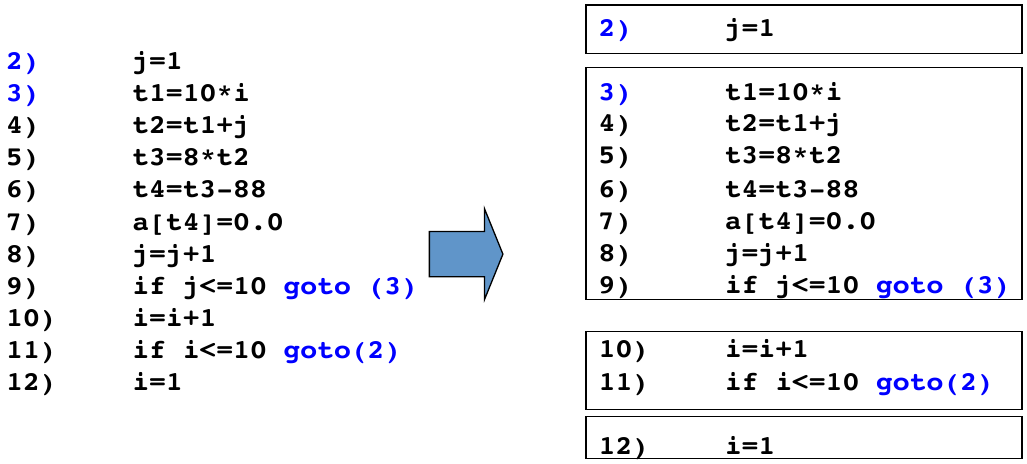 2) j=1
3) t1=10*i
4) t2=t1+j
5) t3=8*t2
6) t4=t3-88
7) a[t4]=0.0
8) j=j+1
9) if j<=10 goto (3)
10) i=i+1
11) if i<=10 goto(2)
12) i=1
2) j=1
3) t1=10*i
4) t2=t1+j
5) t3=8*t2
6) t4=t3-88
7) a[t4]=0.0
8) j=j+1
9) if j<=10 goto (3)
10) i=i+1
11) if i<=10 goto(2)
12) i=1